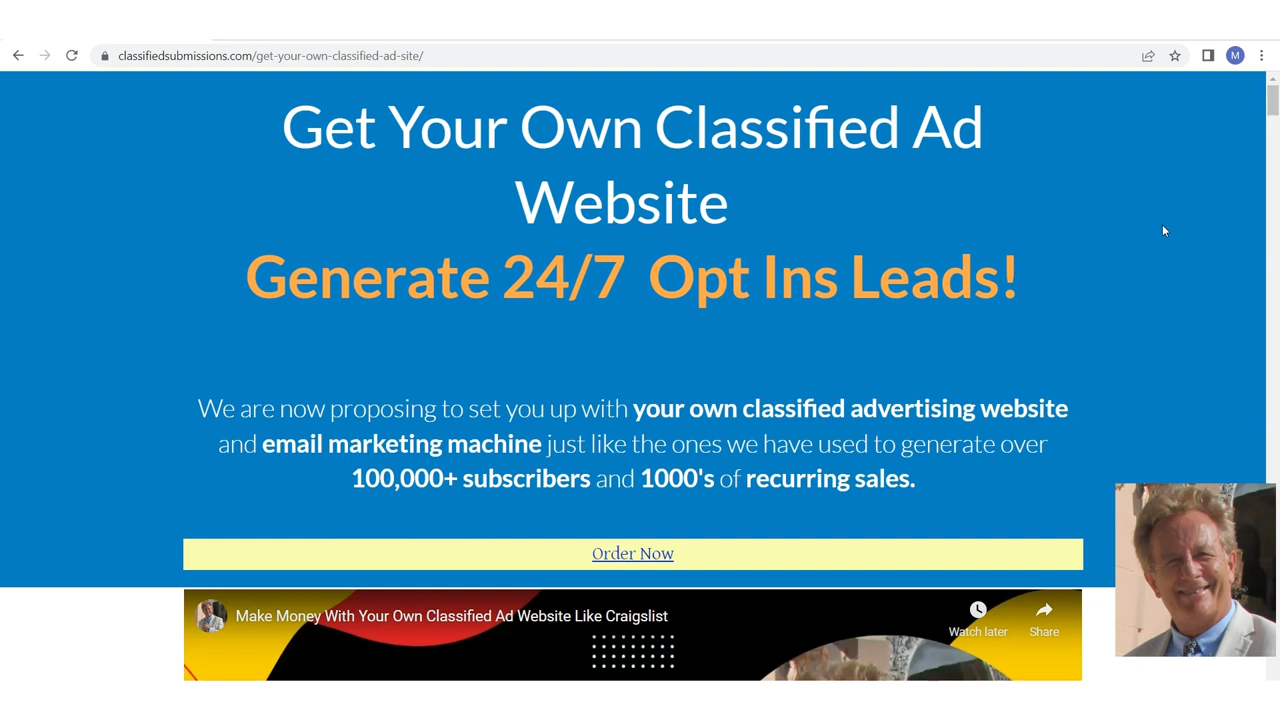 classifiedsubmissions.com/get-your-own-classified-ad-site/
M
Get Your Own Classified Ad
Website
Generate 24/7 Opt Ins Leads!
We are now proposing to set you up with your own classified advertising website
and email marketing machine just like the ones we have used to generate over
100,000+ subscribers and 1000's of recurring sales.
Order Now
Make Money With Your Own Classified Ad Website Like Craigslist
Watch later
Share